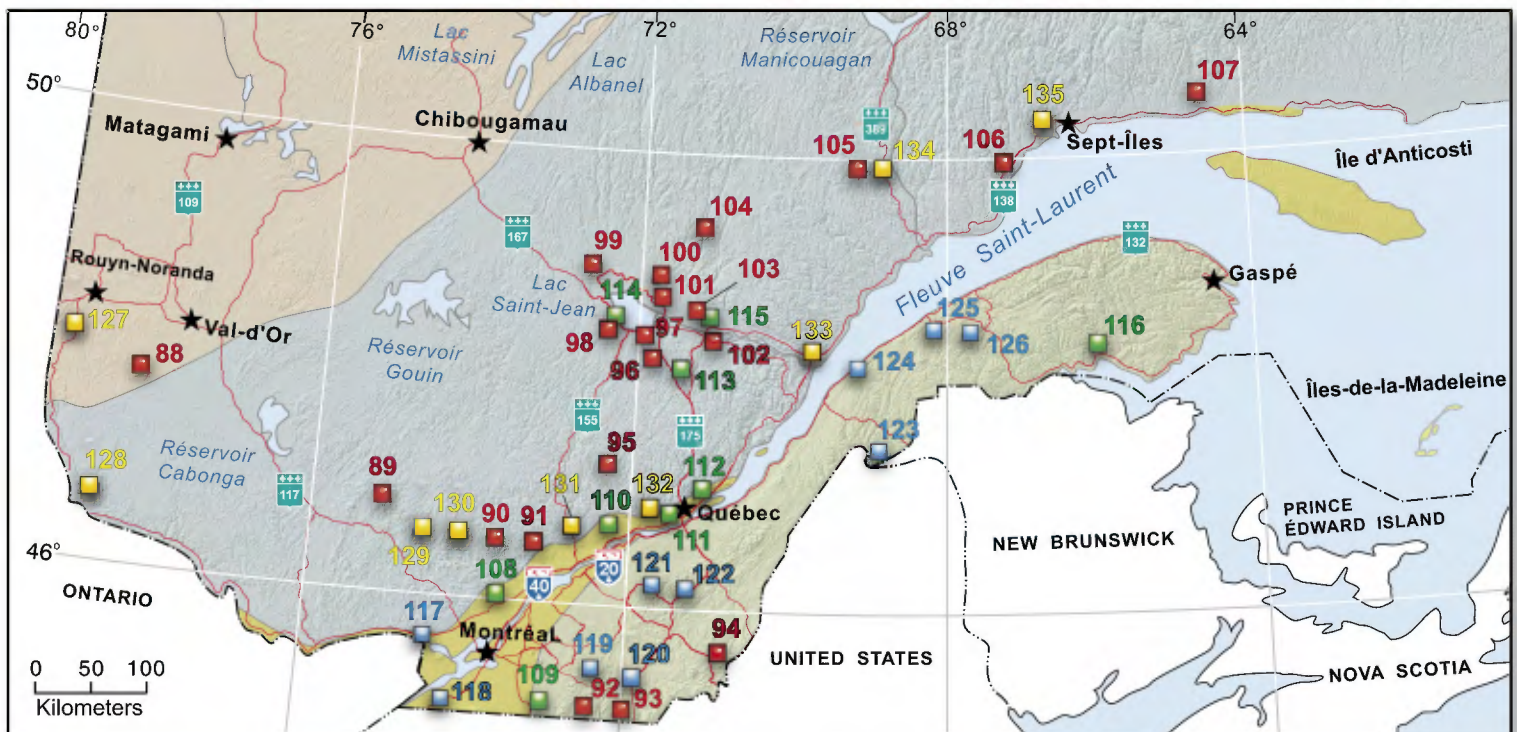 80°
76°
72°
68°
64°
50°
46°
Lac
Mistassini
Lac
Albanel
Réservoir
Manicouagan
107
135
Matagami
Chibougamau
389
105
134
106
Sept-Îles
Île d'Anticosti
109
138
167
104
99
100
101
103
132
Rouyn-Noranda
Lac
Saint-Jean
114
115
Fleuve Saint-Laurent
Gaspé
127
Val-d'Or
98
97
133
125
126
116
88
Réservoir
Gouin
96
102
113
124
Îles-de-la-Madeleine
155
175
123
Réservoir
Cabonga
128
117
89
95
112
130
90
91
131
110
132
Québec
129
111
PRINCE
ÉDWARD ISLAND
NEW BRUNSWICK
ONTARIO
108
40
20
121
122
117
Montréal
119
120
94
UNITED STATES
NOVA SCOTIA
0 50 100
Kilometers
118
109
92
93